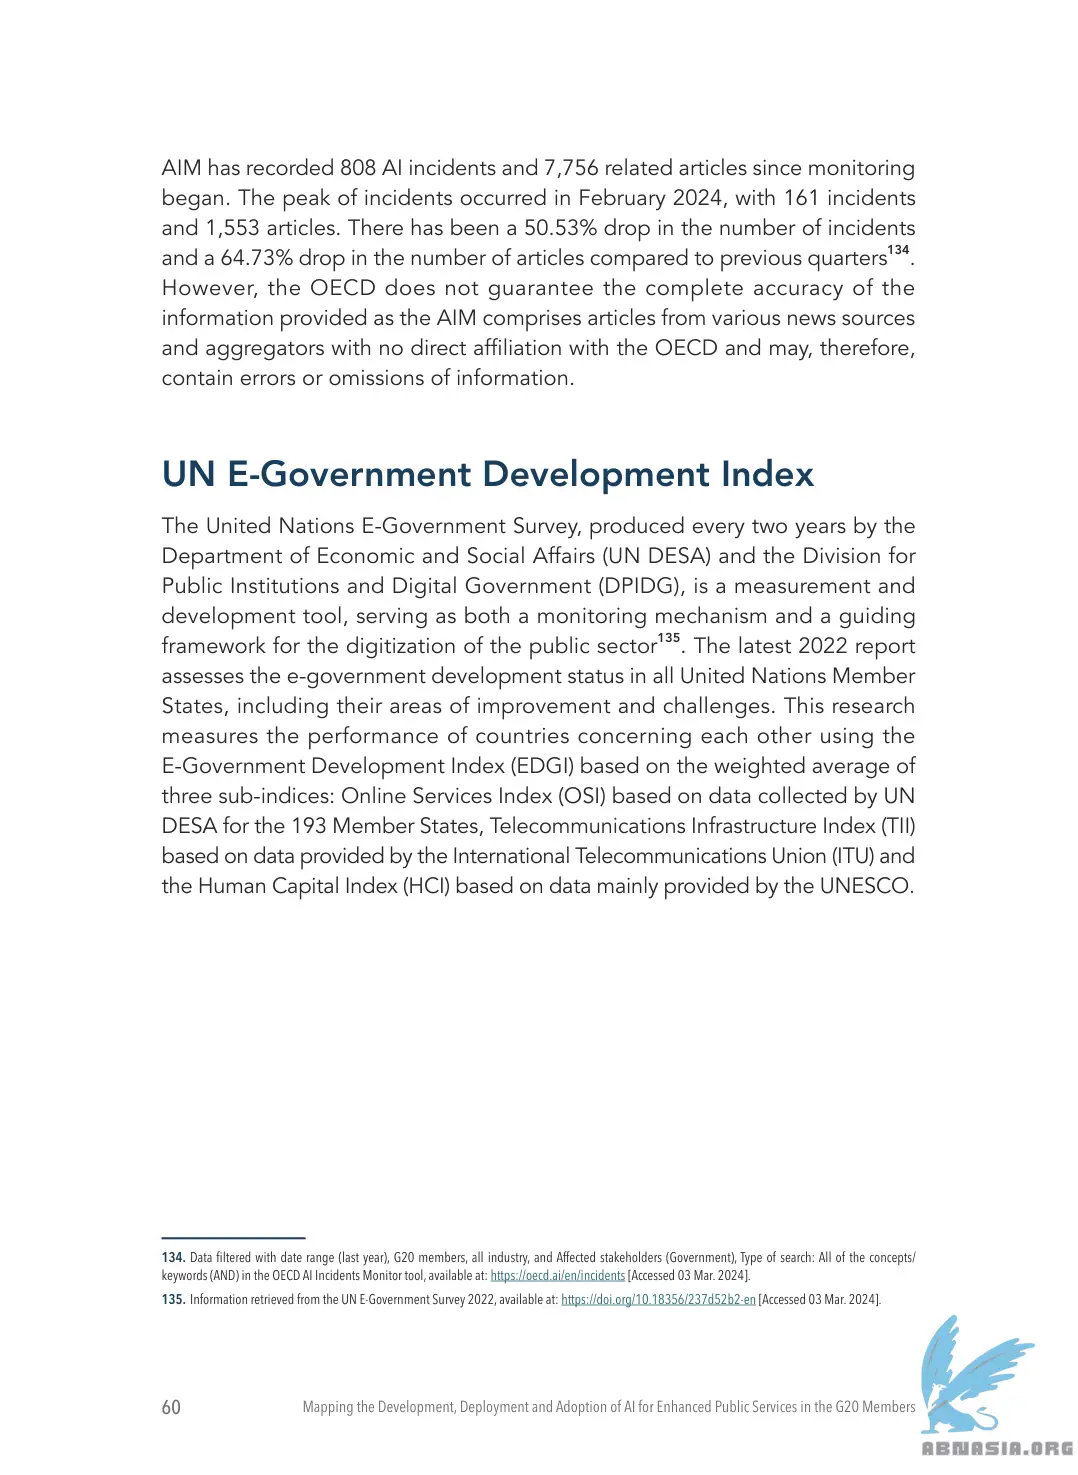 AIM has recorded 808 AI incidents and 7,756 related articles since monitoring
began. The peak of incidents occurred in February 2024, with 161 incidents
and 1,553 articles. There has been a 50.53% drop in the number of incidents
and a 64.73% drop in the number of articles compared to previous quarters134.
However, the OECD does not guarantee the complete accuracy of the
information provided as the AIM comprises articles from various news sources
and aggregators with no direct affiliation with the OECD and may, therefore,
contain errors or omissions of information.
UN E-Government Development Index
The United Nations E-Government Survey, produced every two years by the
Department of Economic and Social Affairs (UN DESA) and the Division for
Public Institutions and Digital Government (DPIDG), is a measurement and
development tool, serving as both a monitoring mechanism and a guiding
framework for the digitization of the public sector135. The latest 2022 report
assesses the e-government development status in all United Nations Member
States, including their areas of improvement and challenges. This research
measures the performance of countries concerning each other using the
E-Government Development Index (EDGI) based on the weighted average of
three sub-indices: Online Services Index (OSI) based on data collected by UN
DESA for the 193 Member States, Telecommunications Infrastructure Index (TII)
based on data provided by the International Telecommunications Union (ITU) and
the Human Capital Index (HCI) based on data mainly provided by the UNESCO.
134. Data filtered with date range (last year), G20 members, all industry, and Affected stakeholders (Government), Type of search: All of the concepts/
keywords (AND) in the OECD AI Incidents Monitor tool, available at: https://oecd.ai/en/incidents [Accessed 03 Mar. 2024].
135. Information retrieved from the UN E-Government Survey 2022, available at: https://doi.org/10.18356/237d52b2-en [Accessed 03 Mar. 2024].
60 Mapping the Development, Deployment and Adoption of AI for Enhanced Public Services in the G20 Members
ABNASIA.ORG